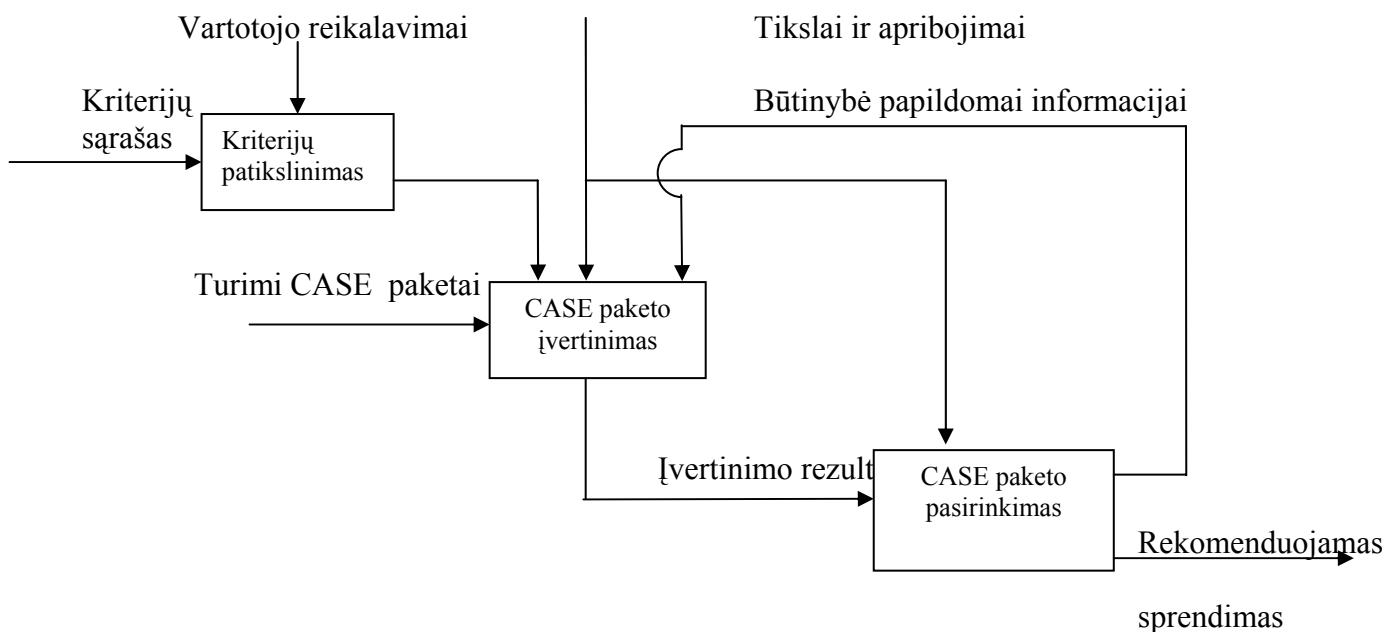 Vartotojo reikalavimai
Tikslai ir apribojimai
Kriterijų
sąrašas
Būtinybė papildomai informacijai
Kriterijų
patikslinimas
Turimi CASE paketai
CASE paketo
įvertinimas
Įvertinimo rezult
CASE paketo
pasirinkimas
Rekomenduojamas
sprendimas